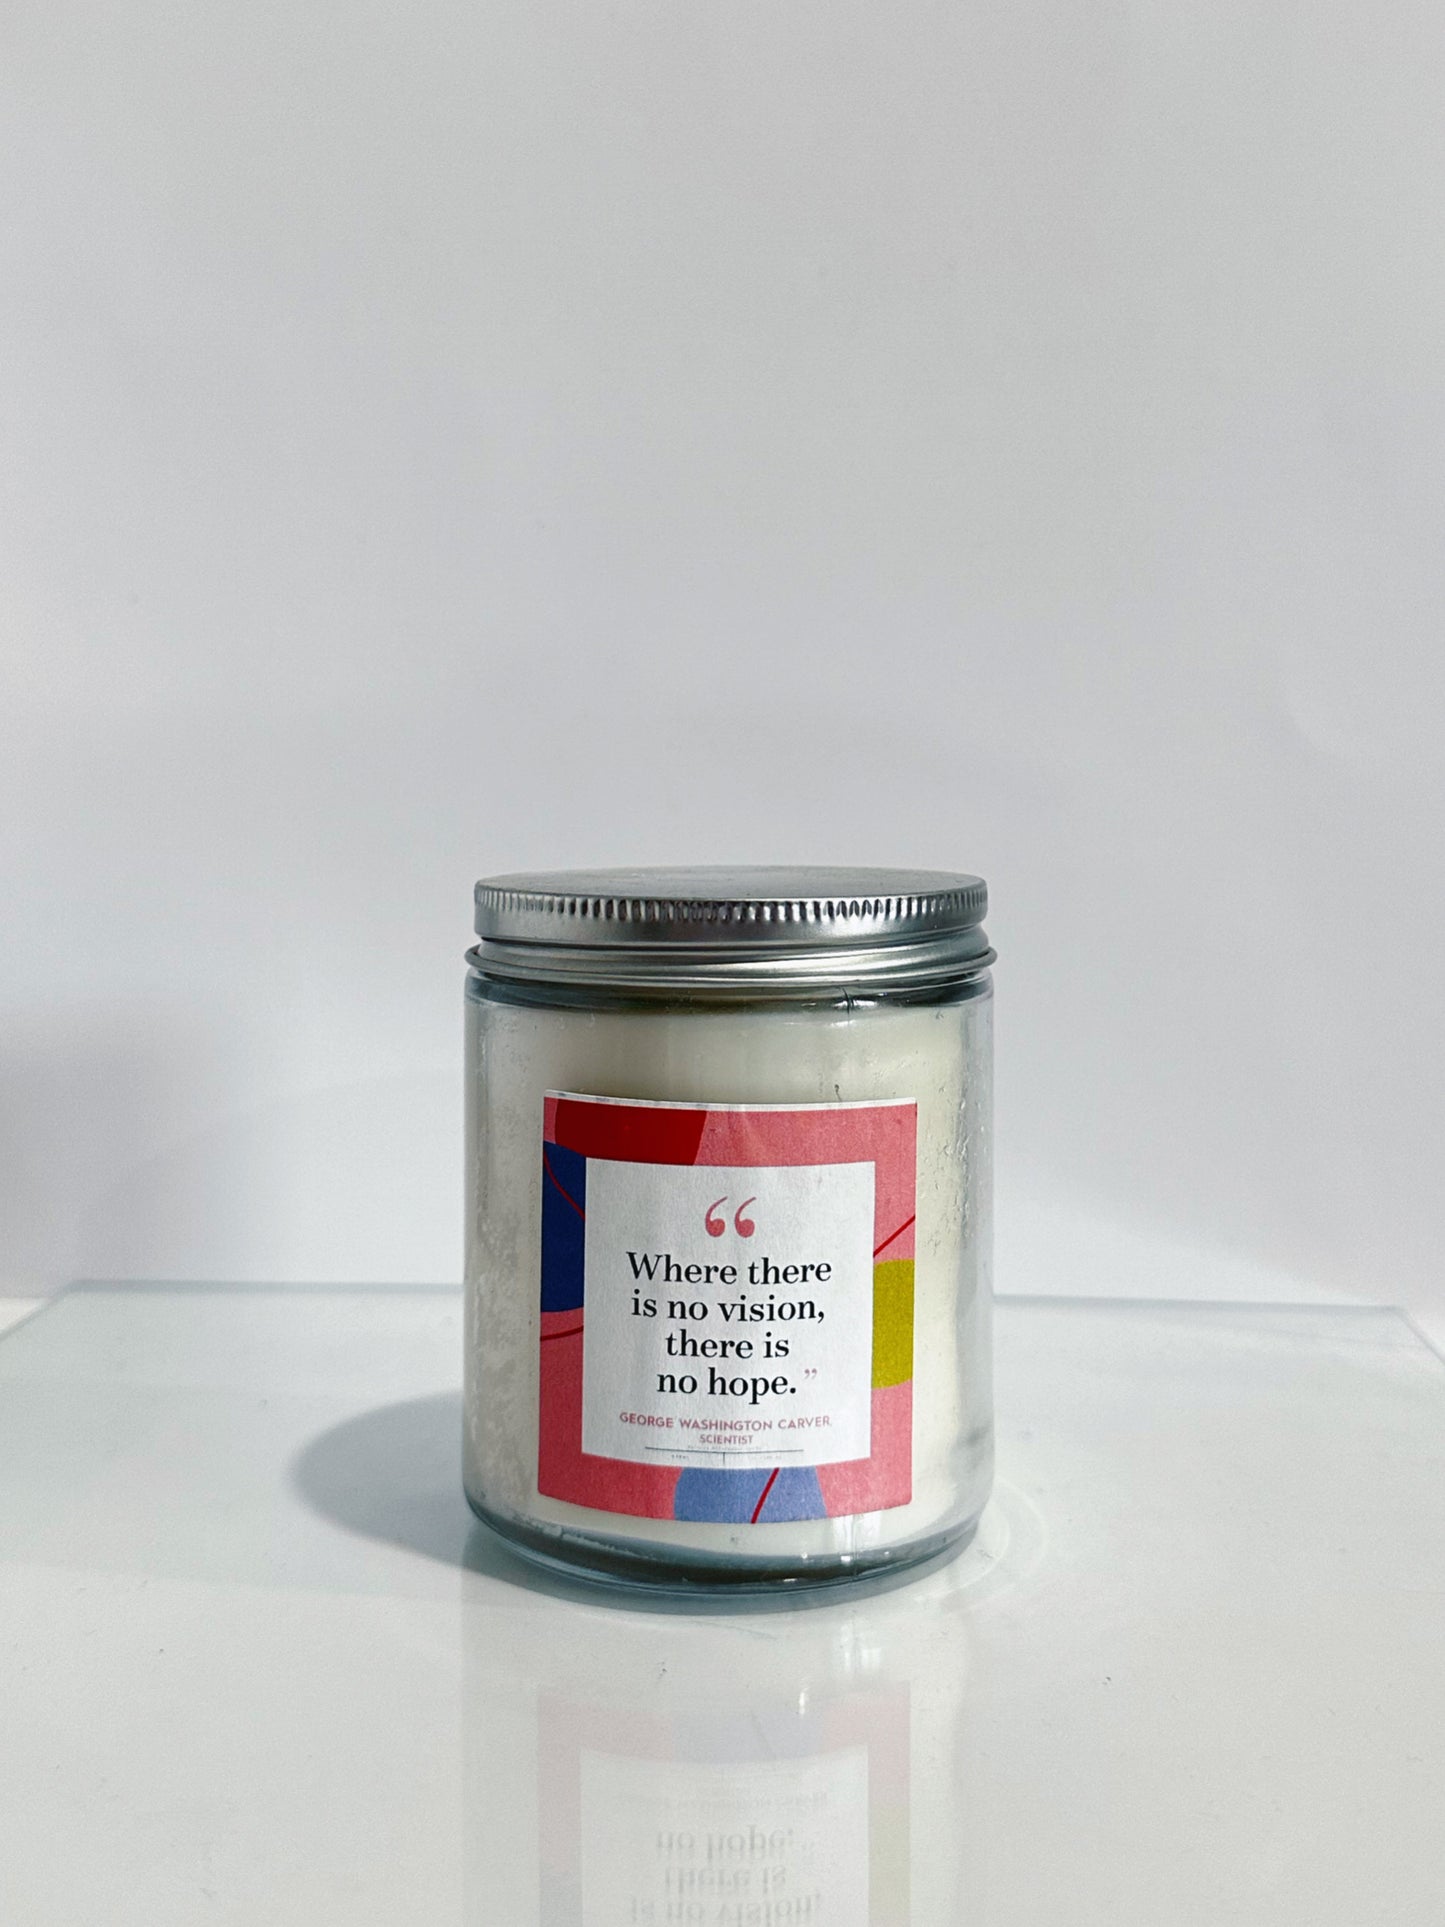 “
Where there
is no vision,
there is
no hope.”
GEORGE WASHINGTON CARVER,
SCIENTIST